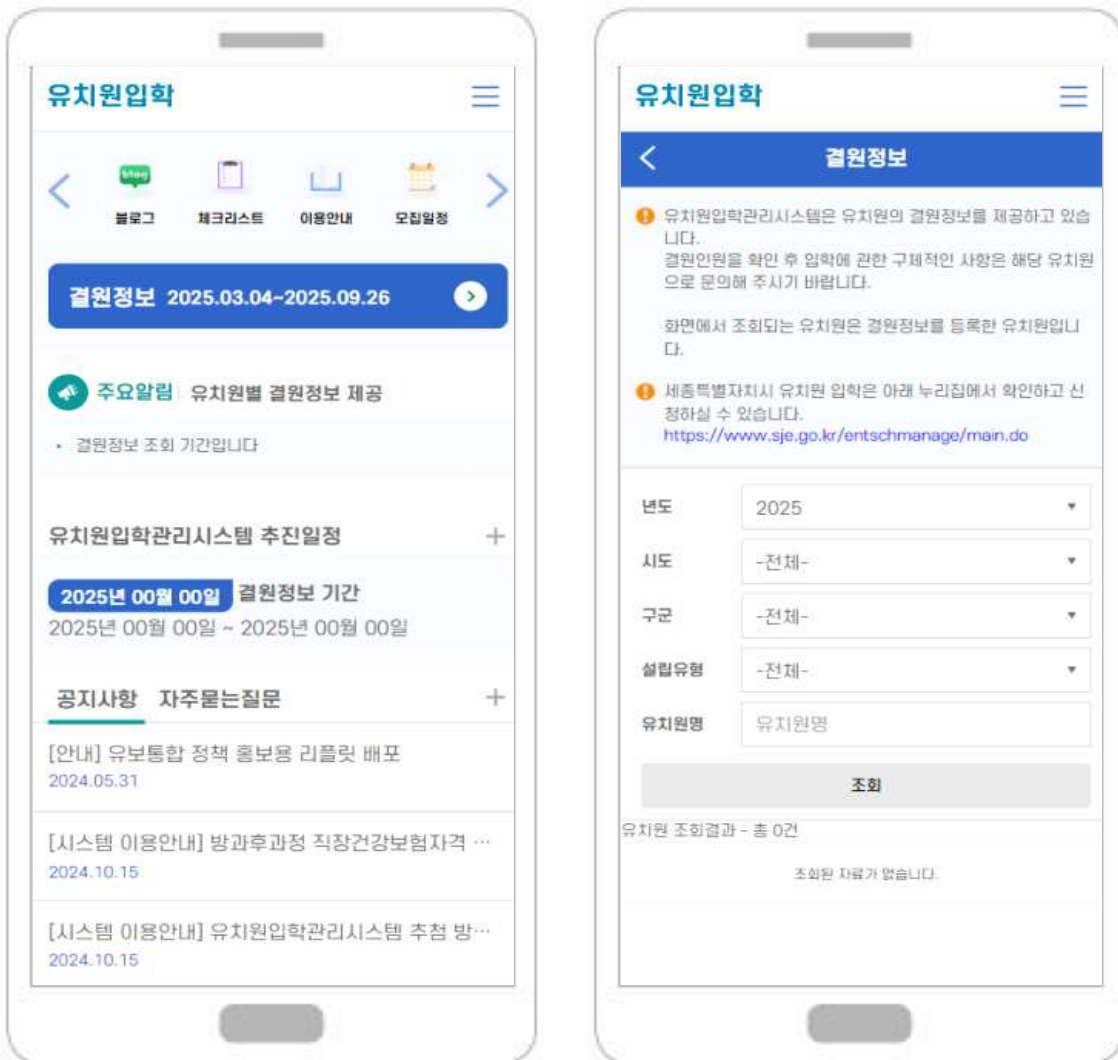 유치원입학
blog
블로그
체크리스트
이용안내
모집일정
결원정보 2025.03.04~2025.09.26
주요알림 유치원별 결원정보 제공
• 결원정보 조회 기간입니다
유치원입학관리시스템 추진일정
2025년 00월 00일 결원정보 기간
2025년 00월 00일 ~ 2025년 00월 00일
공지사항 자주묻는질문
[안내] 유보통합 정책 홍보용 리플릿 배포
2024.05.31
[시스템 이용안내] 방과후과정 직장건강보험자격 …
2024.10.15
[시스템 이용안내] 유치원입학관리시스템 추첨 방…
2024.10.15
유치원입학
결원정보
유치원입학관리시스템은 유치원의 결원정보를 제공하고 있습
니다.
결원인원을 확인 후 입학에 관한 구체적인 사항은 해당 유치원
으로 문의해 주시기 바랍니다.
화면에서 조회되는 유치원은 결원정보를 등록한 유치원입니
다.
세종특별자치시 유치원 입학은 아래 누리집에서 확인하고 신
청하실 수 있습니다.
https://www.sje.go.kr/entschmanage/main.do
년도 2025
시도 -전체-
구군 -전체-
설립유형 -전체-
유치원명 유치원명
조회
유치원 조회결과 - 총 0건
조회된 자료가 없습니다.